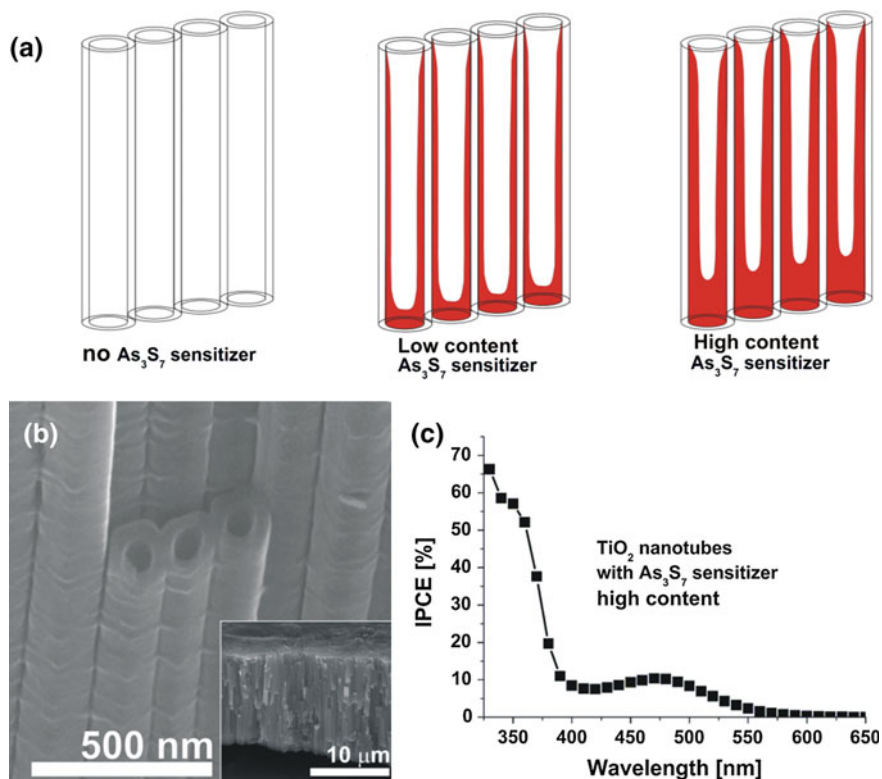 (a)
no As₃S₇ sensitizer
Low content
As₃S₇ sensitizer
High content
As₃S₇ sensitizer
(b)
500 nm
10 μm
(c)
IPCE [%]
70
60
50
40
30
20
10
0
TiO₂ nanotubes
with As₃S₇ sensitizer
high content
350 400 450 500 550 600 650
Wavelength [nm]